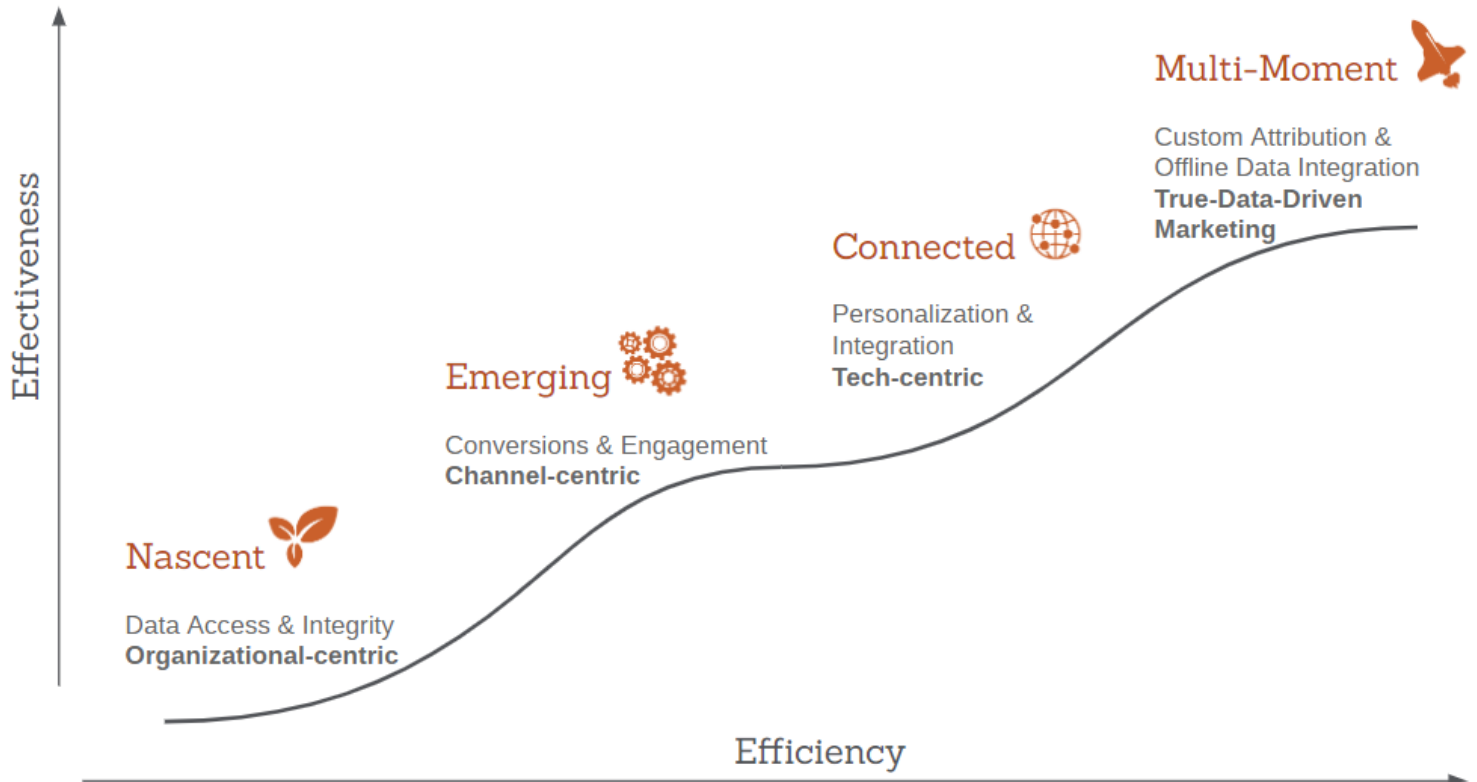 Multi-Moment
Custom Attribution &
Offline Data Integration
True-Data-Driven
Marketing
Connected
Personalization &
Integration
Tech-centric
Emerging
Conversions & Engagement
Channel-centric
Nascent
Data Access & Integrity
Organizational-centric
Effectiveness
Efficiency